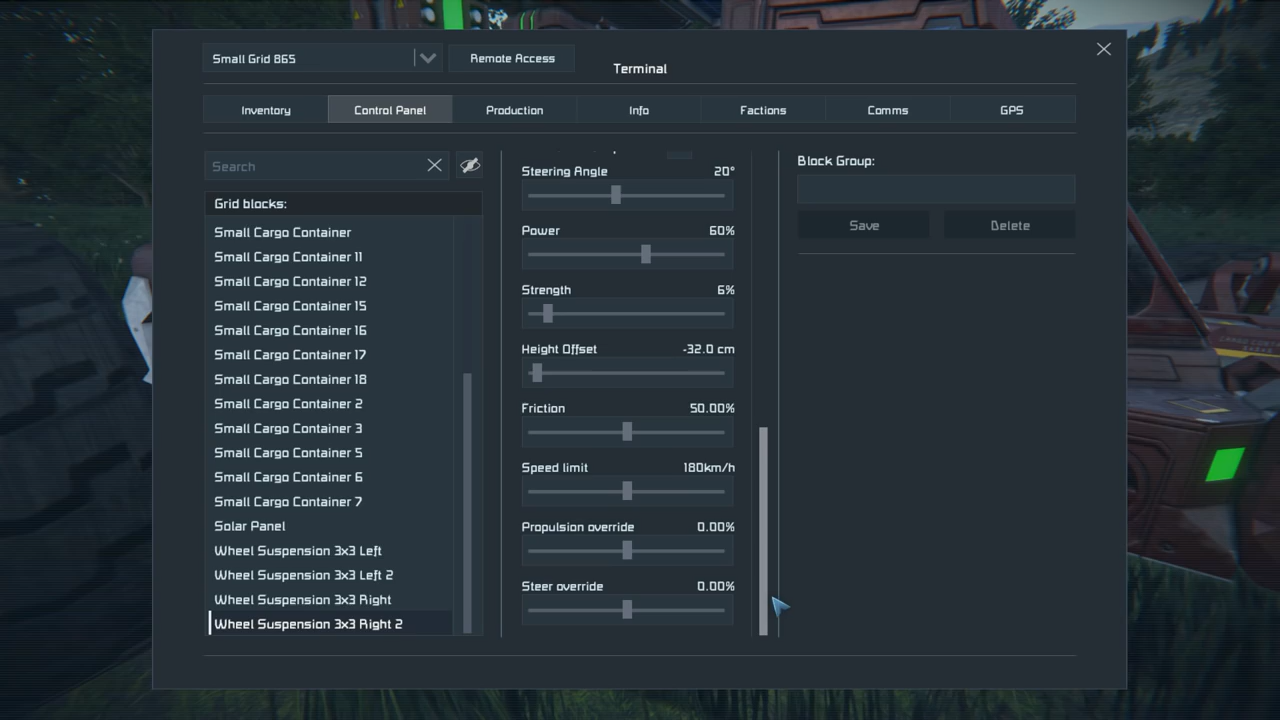 Small Grid 865
Remote Access
Terminal
Inventory
Control Panel
Production
Info
Factions
Comms
GPS
Search
Grid blocks:
Small Cargo Container
Small Cargo Container 11
Small Cargo Container 12
Small Cargo Container 15
Small Cargo Container 16
Small Cargo Container 17
Small Cargo Container 18
Small Cargo Container 2
Small Cargo Container 3
Small Cargo Container 5
Small Cargo Container 6
Small Cargo Container 7
Solar Panel
Wheel Suspension 3x3 Left
Wheel Suspension 3x3 Left 2
Wheel Suspension 3x3 Right
Wheel Suspension 3x3 Right 2
Steering Angle 20°
Power 60%
Strength 6%
Height Offset -32.0 cm
Friction 50.00%
Speed limit 180km/h
Propulsion override 0.00%
Steer override 0.00%
Block Group:
Save
Delete